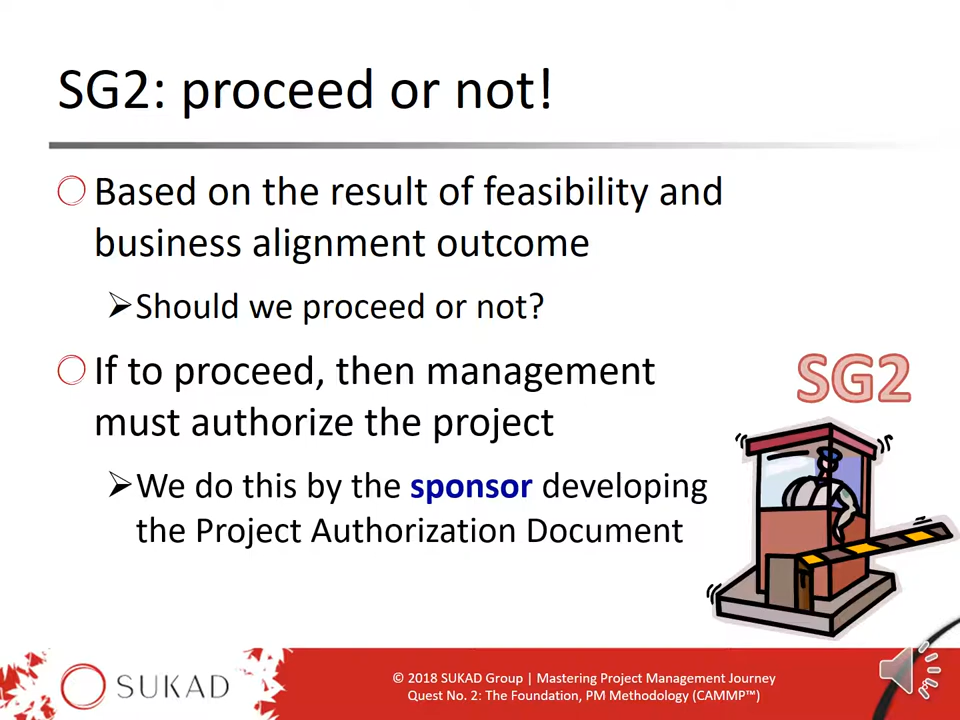 SG2: proceed or not!
Based on the result of feasibility and
business alignment outcome
Should we proceed or not?
If to proceed, then management
must authorize the project
We do this by the sponsor developing
the Project Authorization Document
SG2
SUKAD
© 2018 SUKAD Group | Mastering Project Management Journey
Quest No. 2: The Foundation, PM Methodology (CAMMP™)